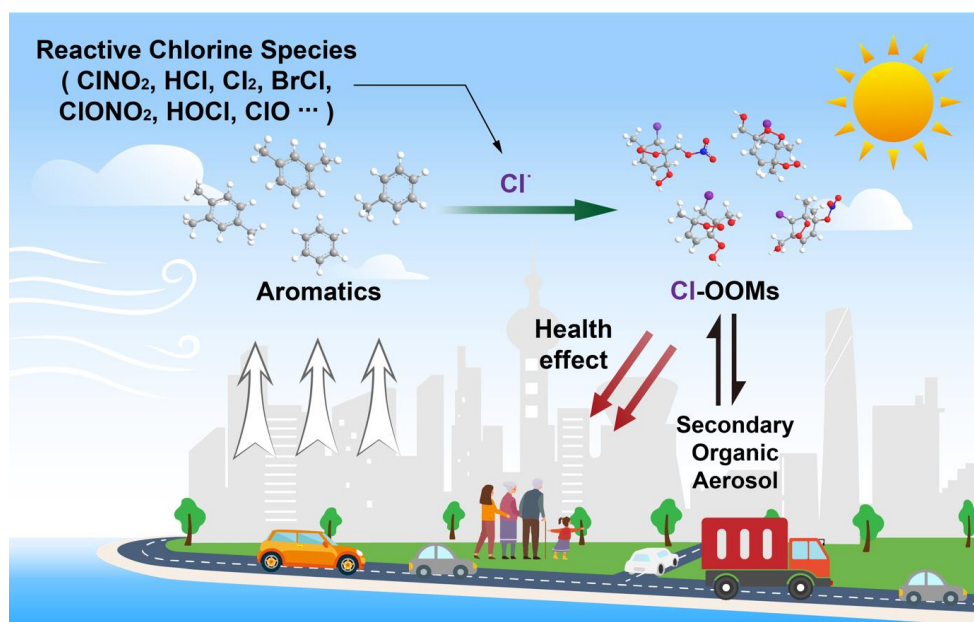 Reactive Chlorine Species
( ClNO₂, HCl, Cl₂, BrCl,
ClONO₂, HOCl, ClO ··· )
Cl·
Aromatics
Cl-OOMs
Health
effect
Secondary
Organic
Aerosol